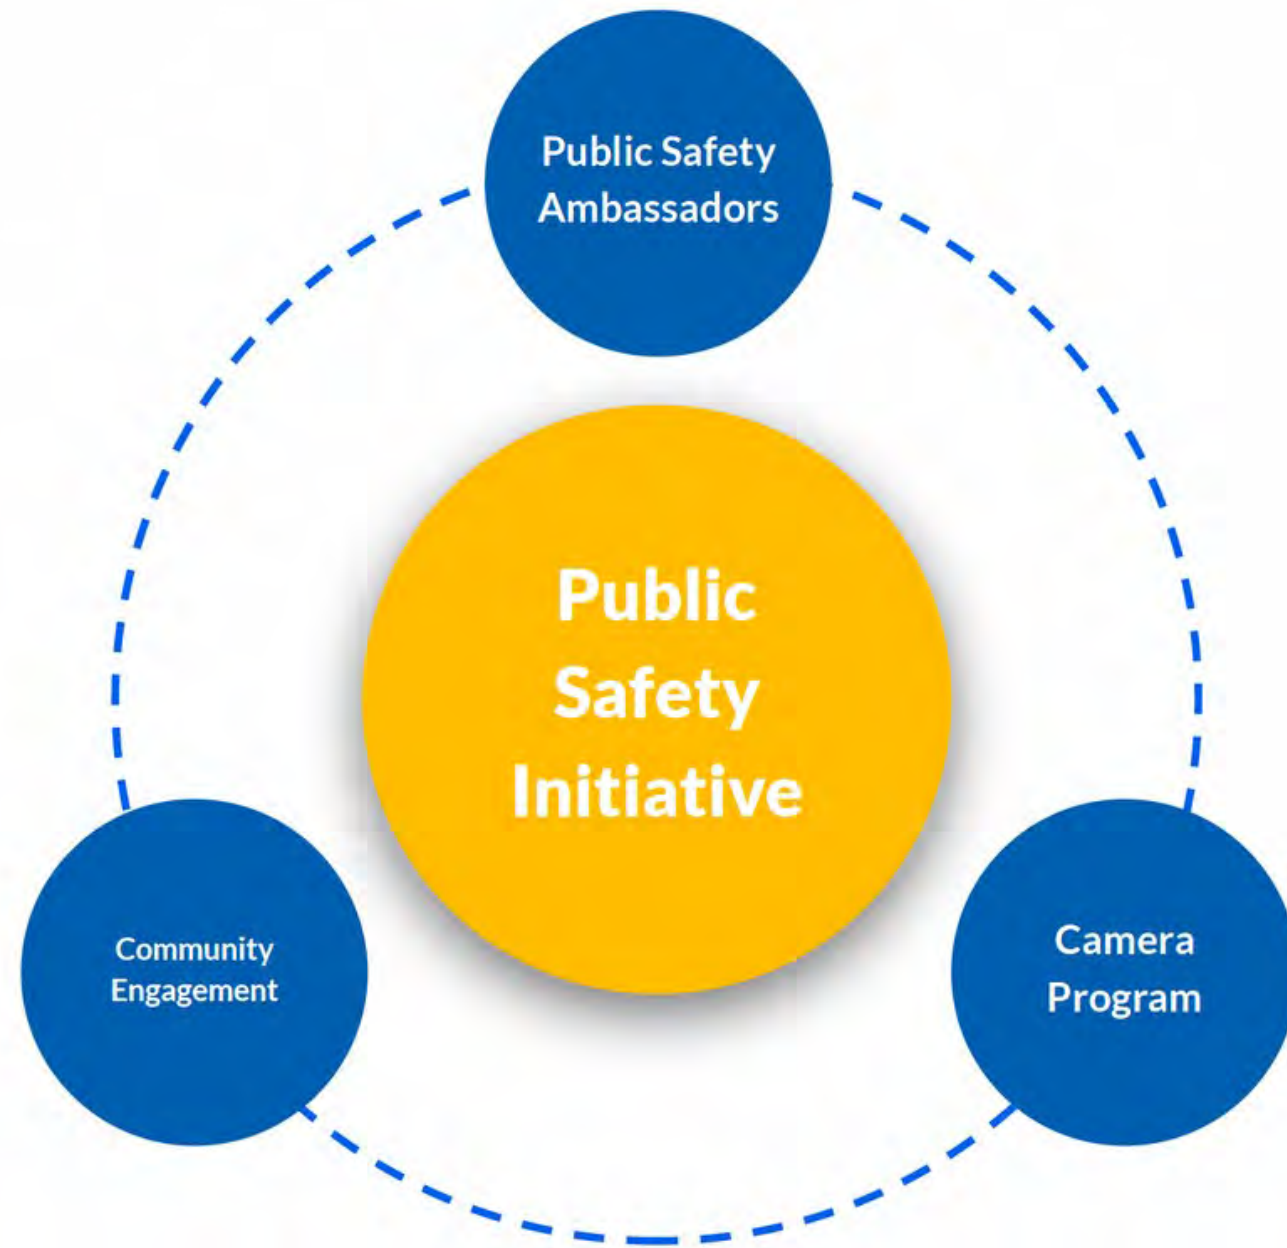 Public Safety
Ambassadors
Public
Safety
Initiative
Community
Engagement
Camera
Program